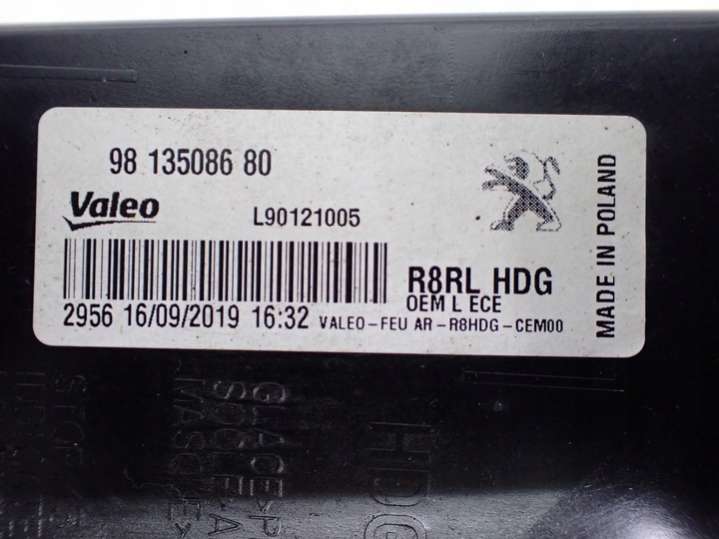 98 135086 80
Valeo
L90121005
R8RL HDG
OEM L ECE
2956 16/09/2019 16:32 VALEO-FEU AR-R8HDG-CEM00
MADE IN POLAND
HDG